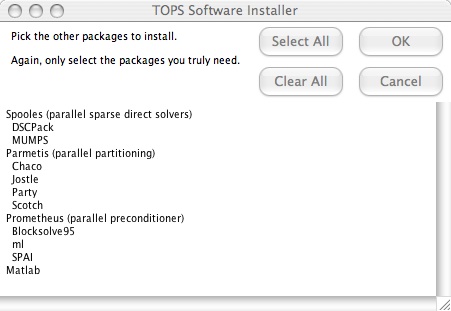 TOPS Software Installer
Pick the other packages to install.
Again, only select the packages you truly need.
Select All
OK
Clear All
Cancel
Spooles (parallel sparse direct solvers)
DSCPack
MUMPS
Parmetis (parallel partitioning)
Chaco
Jostle
Party
Scotch
Prometheus (parallel preconditioner)
Blocksolve95
ml
SPAI
Matlab